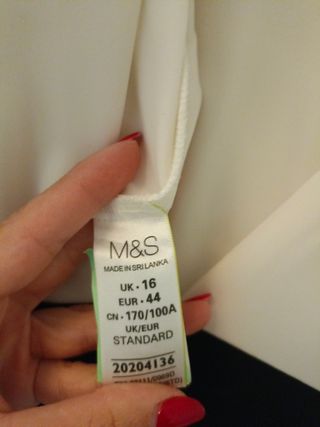 M&S
MADE IN SRI LANKA
UK • 16
EUR • 44
CN • 170/100A
UK/EUR
STANDARD
20204136